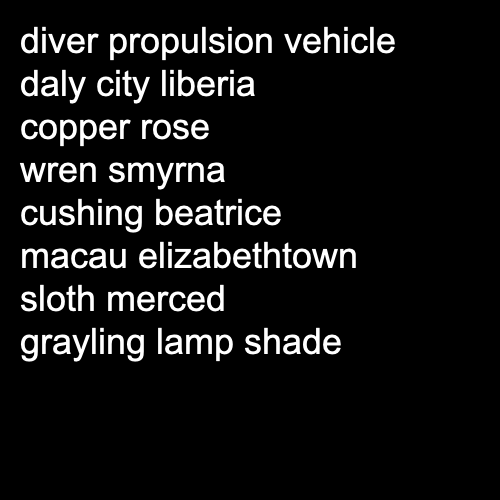 diver propulsion vehicle
daly city liberia
copper rose
wren smyrna
cushing beatrice
macau elizabethtown
sloth merced
grayling lamp shade